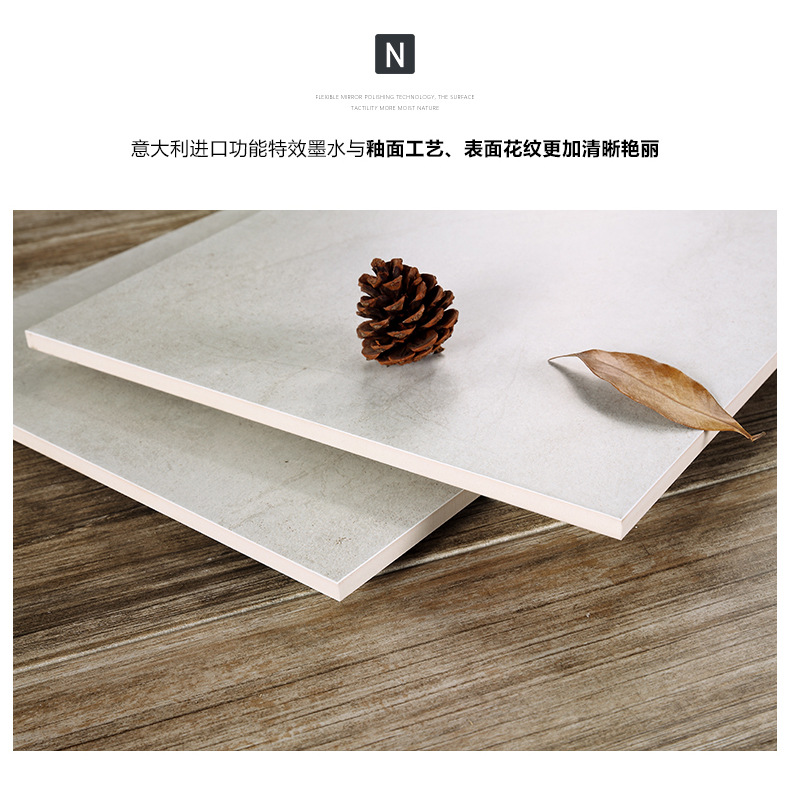 N
FLEXIBLE MIRROR POLISHING TECHNOLOGY, THE SURFACE
TACTILITY MORE MOIST NATURE
意大利进口功能特效墨水与釉面工艺、表面花纹更加清晰艳丽